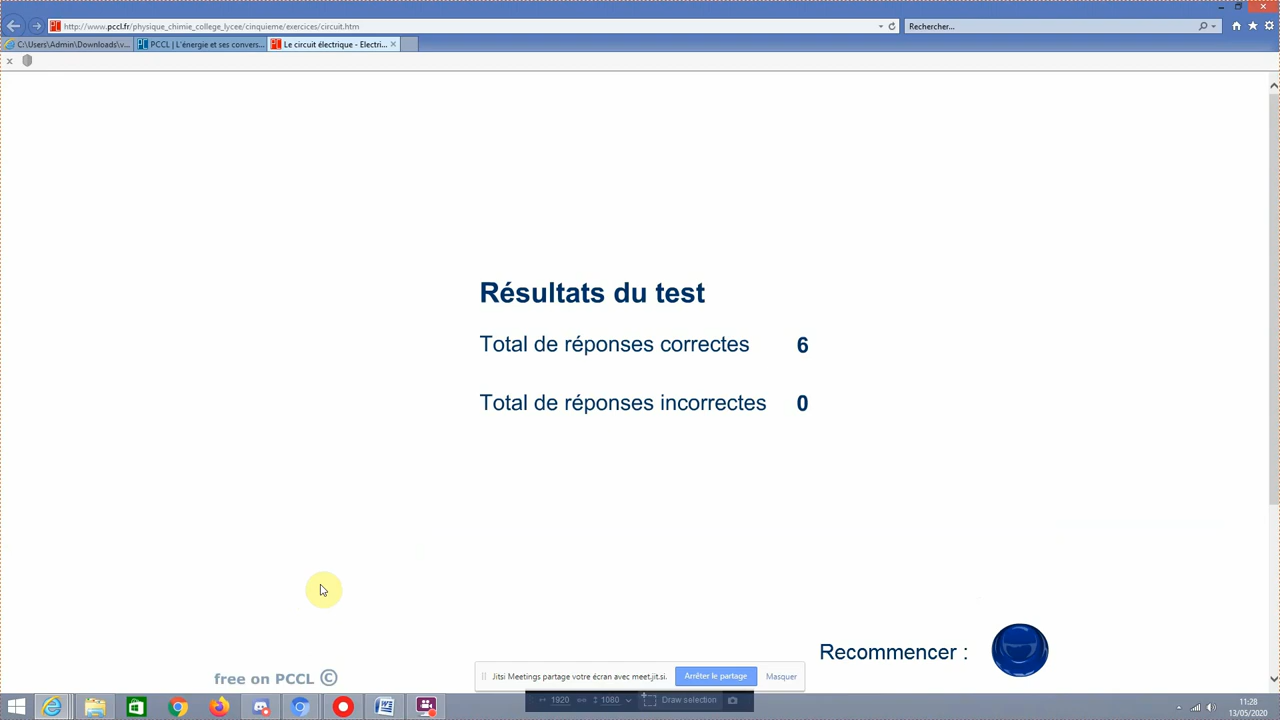 http://www.pccl.fr/physique_chimie_college_lycee/cinquieme/exercices/circuit.htm
Rechercher...
C:\Users\Admin\Downloads\v...
PCCL | L'énergie et ses convers...
Le circuit électrique - Electri...
Résultats du test
Total de réponses correctes 6
Total de réponses incorrectes 0
Recommencer :
free on PCCL ©
Jitsi Meetings partage votre écran avec meet.jit.si.
Arrêter le partage
Masquer
1920
1080
Draw selection
11:28
13/05/2020